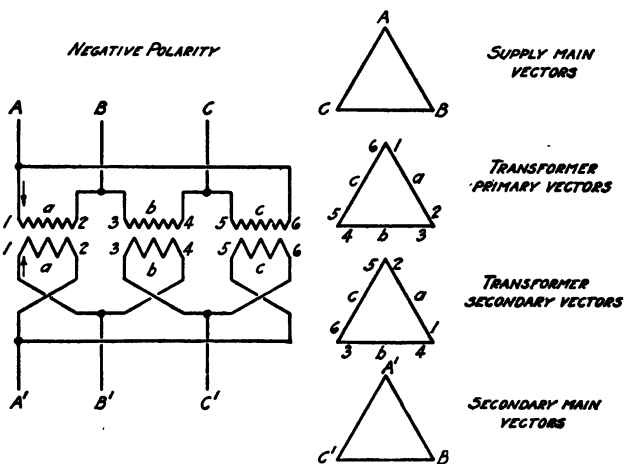 NEGATIVE POLARITY
A B C
1 a 2 3 b 4 5 c 6
1 a 2 3 b 4 5 c 6
A' B' C'
A
C B
SUPPLY MAIN
VECTORS
6 1
c a
5 2
4 b 3
TRANSFORMER
PRIMARY VECTORS
5 2
c a
6 1
3 b 4
TRANSFORMER
SECONDARY VECTORS
A'
C' B
SECONDARY MAIN
VECTORS